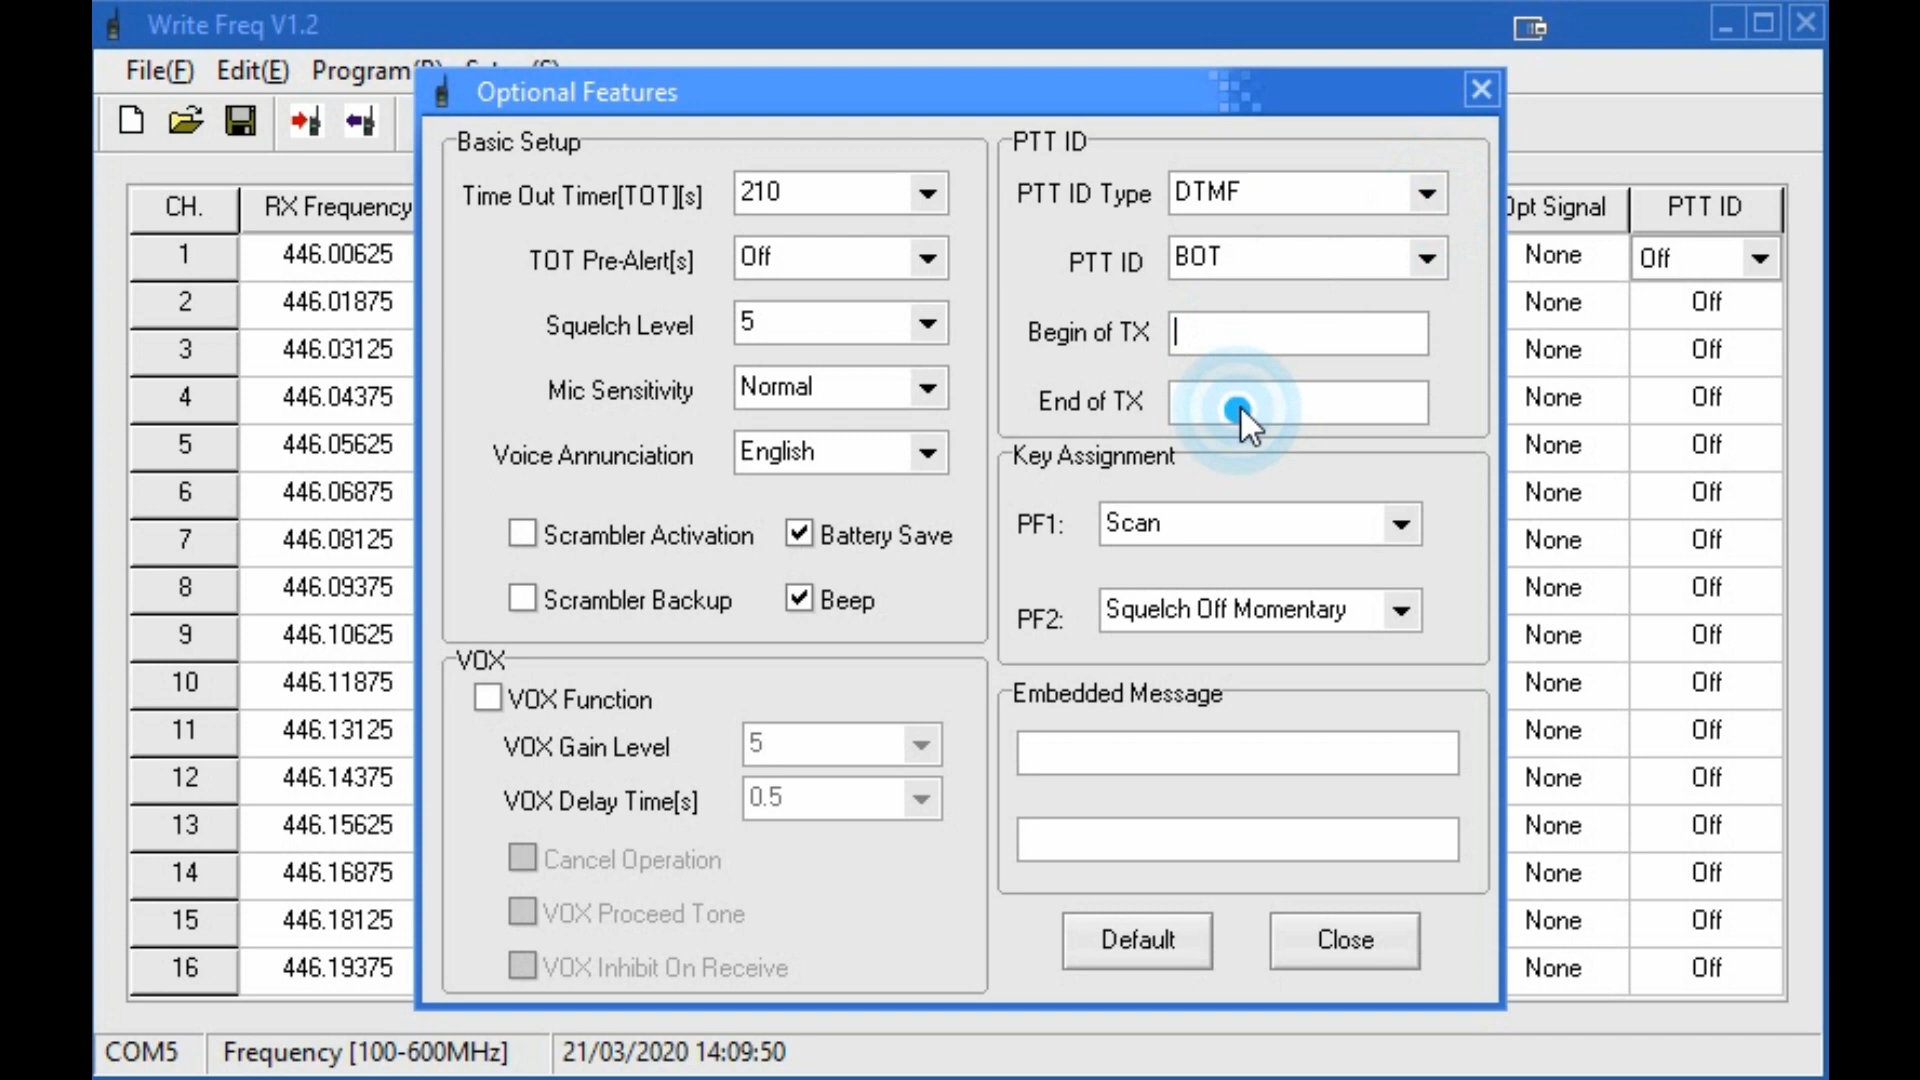 Write Freq V1.2
File(F) Edit(E) Program(P) Setup(S)
Optional Features
Basic Setup
Time Out Timer[TOT][s] 210
TOT Pre-Alert[s] Off
Squelch Level 5
Mic Sensitivity Normal
Voice Annunciation English
Scrambler Activation Battery Save
Scrambler Backup Beep
VOX
VOX Function
VOX Gain Level 5
VOX Delay Time[s] 0.5
Cancel Operation
VOX Proceed Tone
VOX Inhibit On Receive
PTT ID
PTT ID Type DTMF
PTT ID BOT
Begin of TX
End of TX
Key Assignment
PF1: Scan
PF2: Squelch Off Momentary
Embedded Message
Default Close
CH. RX Frequency Opt Signal PTT ID
1 446.00625 None Off
2 446.01875 None Off
3 446.03125 None Off
4 446.04375 None Off
5 446.05625 None Off
6 446.06875 None Off
7 446.08125 None Off
8 446.09375 None Off
9 446.10625 None Off
10 446.11875 None Off
11 446.13125 None Off
12 446.14375 None Off
13 446.15625 None Off
14 446.16875 None Off
15 446.18125 None Off
16 446.19375 None Off
COM5 Frequency [100-600MHz] 21/03/2020 14:09:50